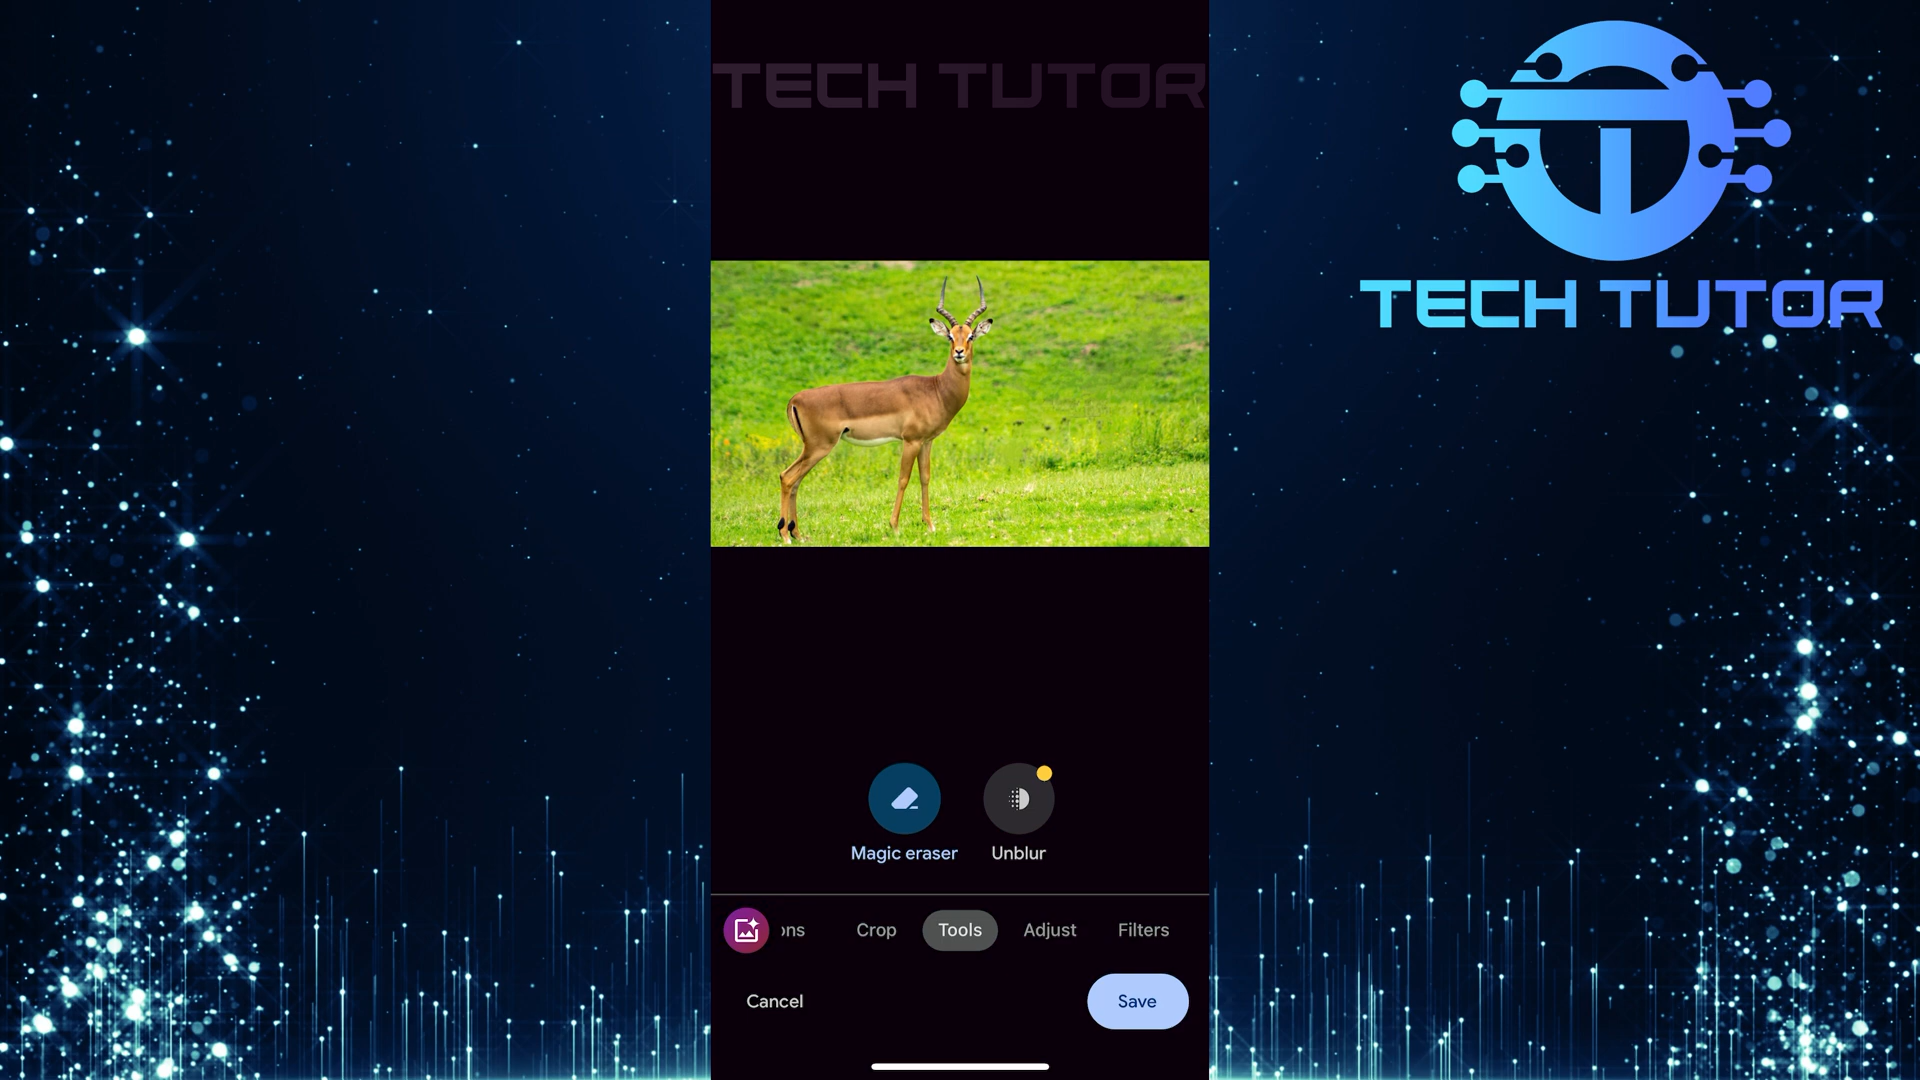 TECH TUTOR
TECH TUTOR
Magic eraser
Unblur
ons
Crop
Tools
Adjust
Filters
Cancel
Save